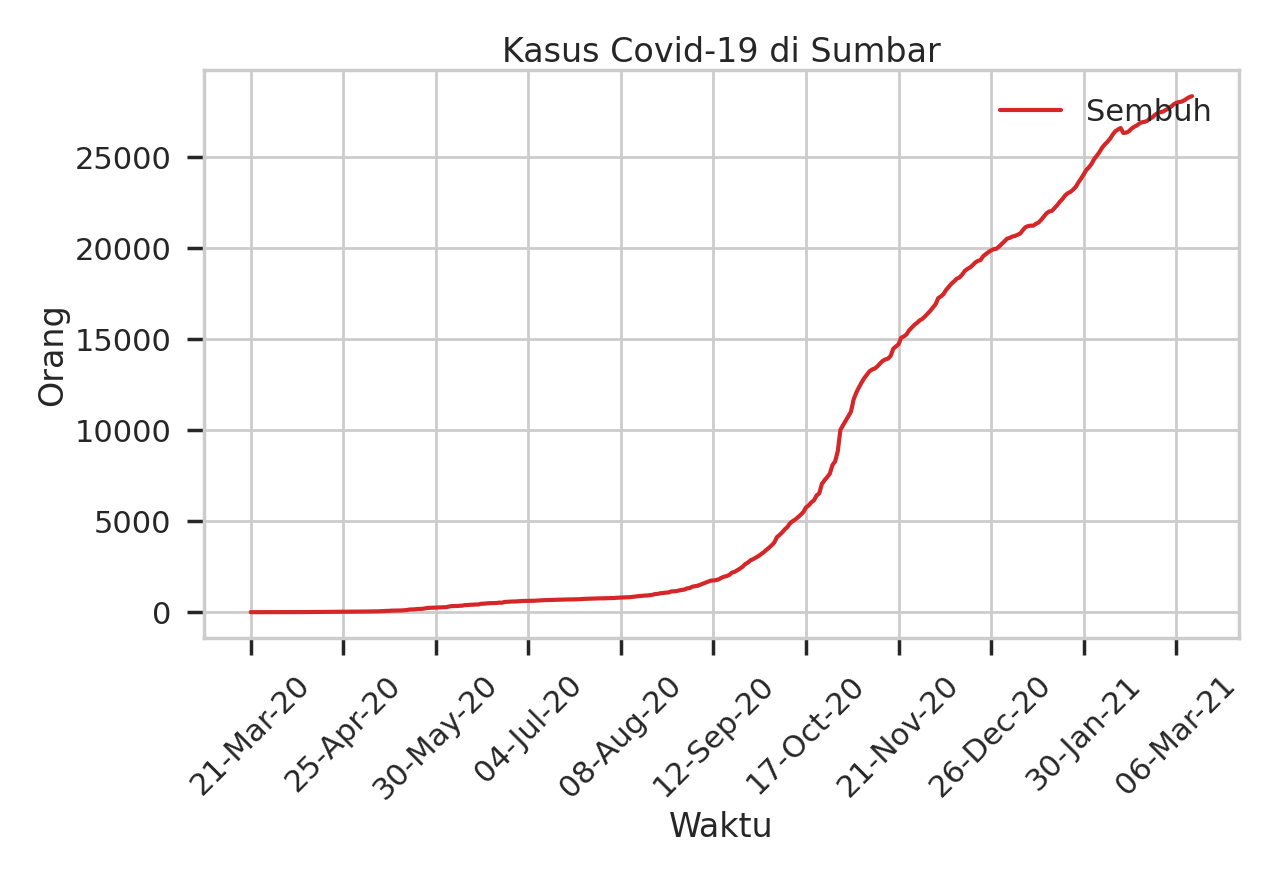 Kasus Covid-19 di Sumbar
Sembuh
25000
20000
15000
10000
5000
0
Orang
21-Mar-20
25-Apr-20
30-May-20
04-Jul-20
08-Aug-20
12-Sep-20
17-Oct-20
21-Nov-20
26-Dec-20
30-Jan-21
06-Mar-21
Waktu